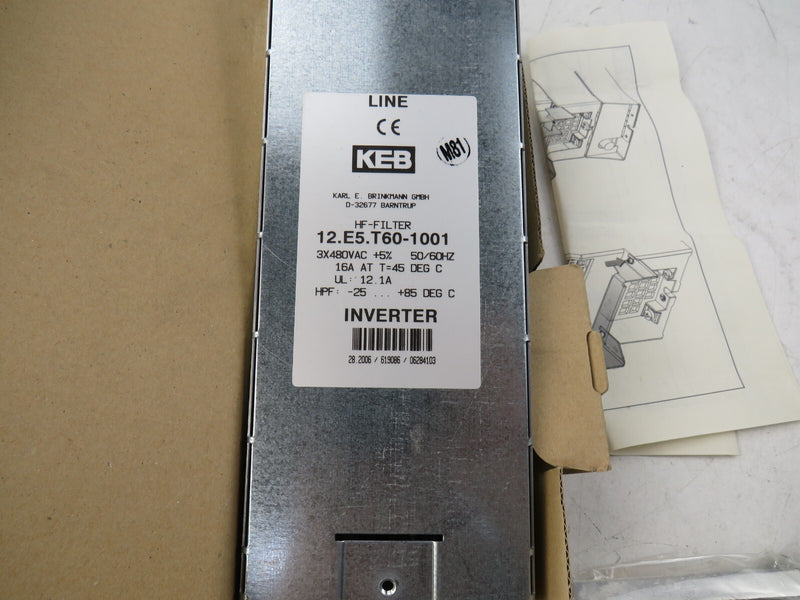 LINE
CE
KEB
M81
KARL E. BRINKMANN GMBH
D-32677 BARNTRUP
HF-FILTER
12.E5.T60-1001
3X480VAC +5% 50/60HZ
16A AT T=45 DEG C
UL: 12.1A
HPF: -25 ... +85 DEG C
INVERTER
28.2006 / 619086 / 06284103